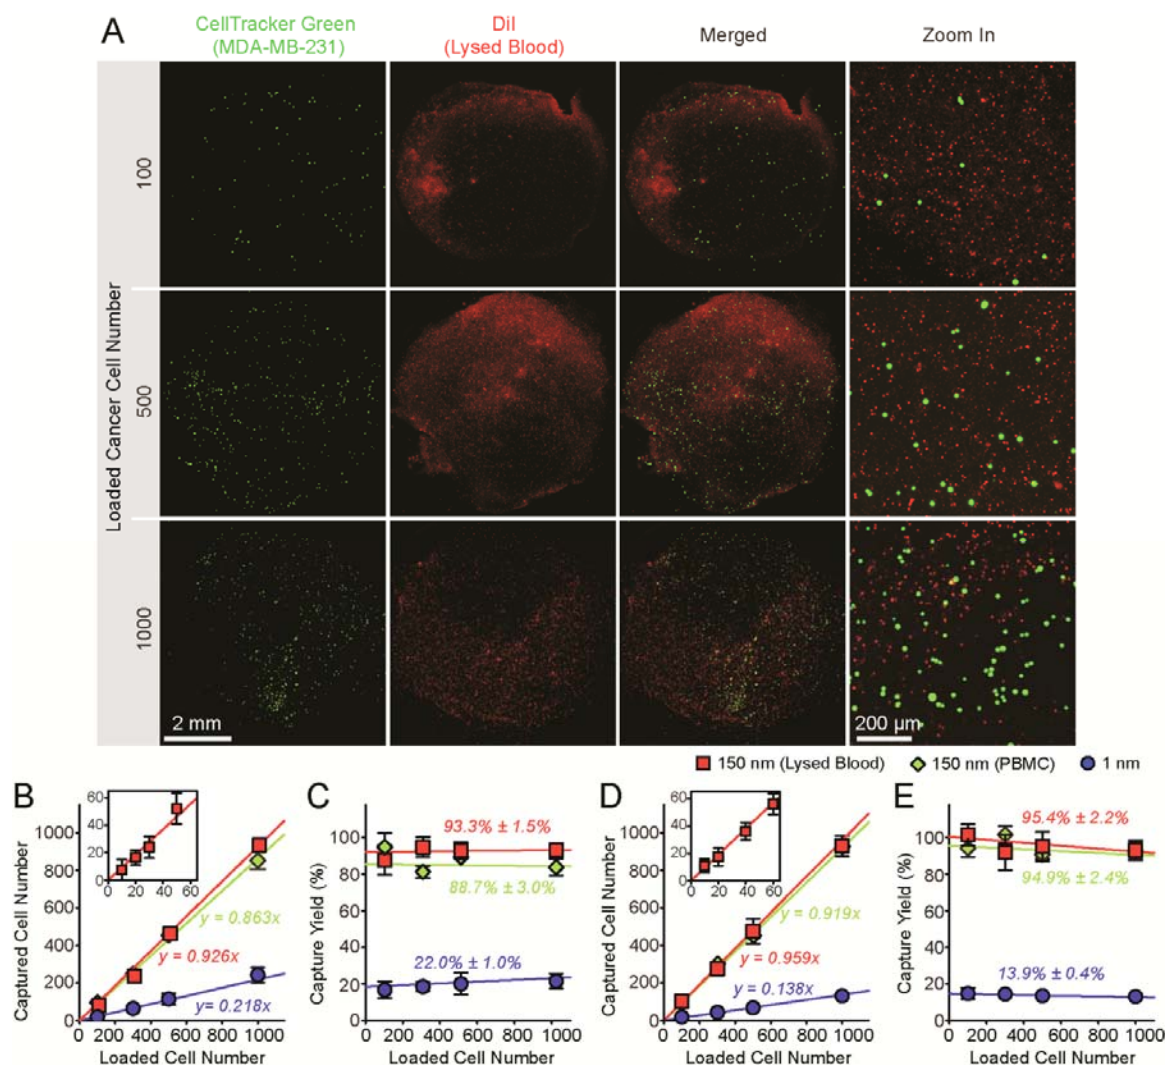 A
CellTracker Green
(MDA-MB-231)
DiI
(Lysed Blood)
Merged
Zoom In
Loaded Cancer Cell Number
100
500
1000
2 mm
200 µm
150 nm (Lysed Blood)
150 nm (PBMC)
1 nm
B
Captured Cell Number
1000
800
600
400
200
0
60
40
20
0
0 20 40 60
y = 0.863x
y = 0.926x
y= 0.218x
0 200 400 600 800 1000
Loaded Cell Number
C
Capture Yield (%)
100
80
60
40
20
0
93.3% ± 1.5%
88.7% ± 3.0%
22.0% ± 1.0%
0 200 400 600 800 1000
Loaded Cell Number
D
Captured Cell Number
1000
800
600
400
200
0
60
40
20
0
0 20 40 60
y = 0.919x
y = 0.959x
y = 0.138x
0 200 400 600 800 1000
Loaded Cell Number
E
Capture Yield (%)
100
80
60
40
20
0
95.4% ± 2.2%
94.9% ± 2.4%
13.9% ± 0.4%
0 200 400 600 800 1000
Loaded Cell Number